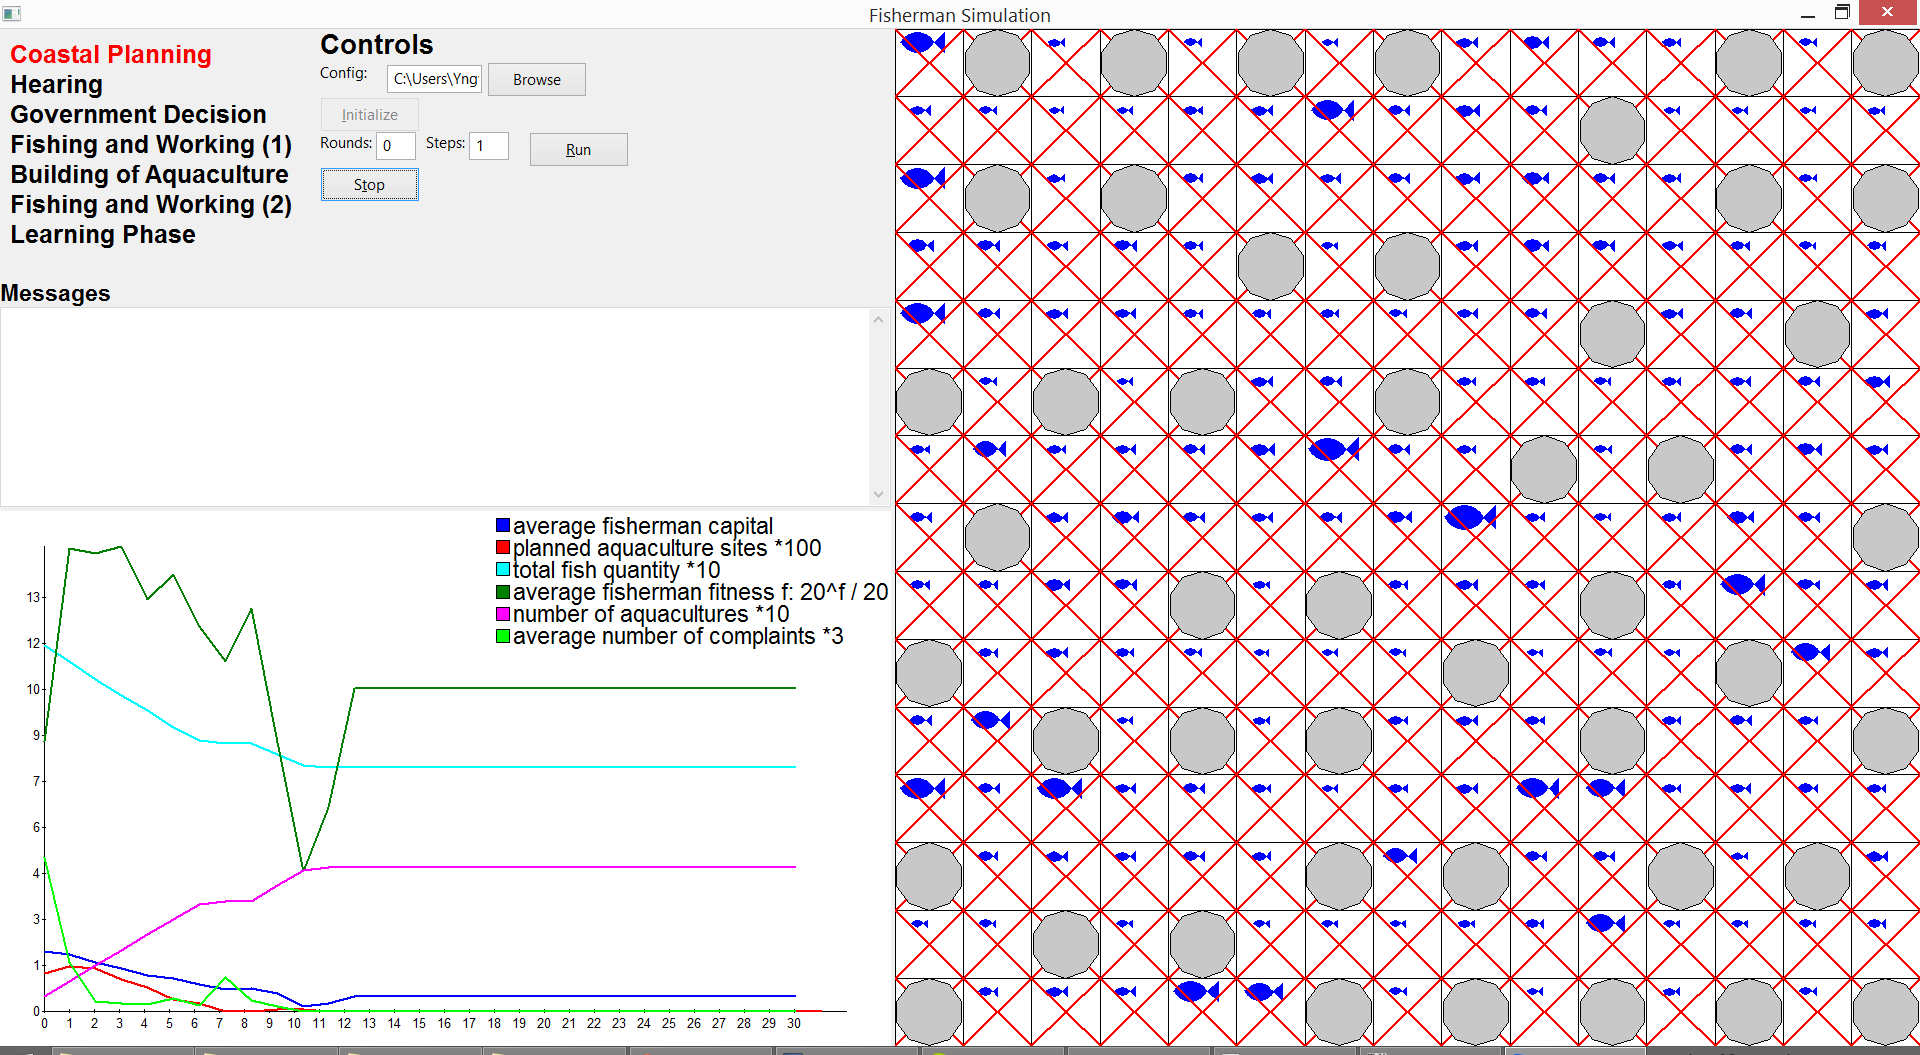 Fisherman Simulation
Coastal Planning
Hearing
Government Decision
Fishing and Working (1)
Building of Aquaculture
Fishing and Working (2)
Learning Phase
Controls
Config: C:\Users\Yng Browse
Initialize
Rounds: 0 Steps: 1 Run
Stop
Messages
average fisherman capital
planned aquaculture sites *100
total fish quantity *10
average fisherman fitness f: 20^f / 20
number of aquacultures *10
average number of complaints *3
13
12
10
9
7
6
4
3
1
0
0 1 2 3 4 5 6 7 8 9 10 11 12 13 14 15 16 17 18 19 20 21 22 23 24 25 26 27 28 29 30